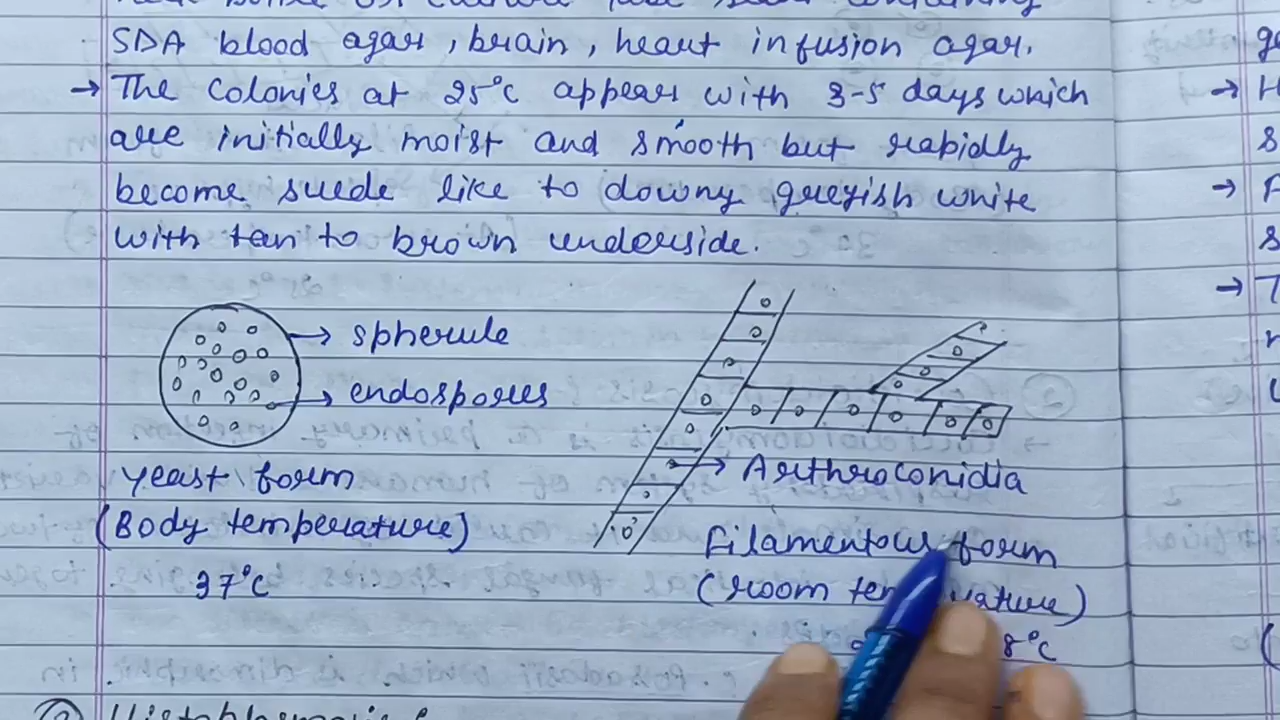 SDA blood agar, brain, heart infusion agar.
→ The colonies at 25°C appears with 3-5 days which
are initially moist and smooth but rapidly
become suede like to downy greyish white
with tan to brown underside.
→ spherule
→ endospores
yeast form
(Body temperature)
37°C
→ Arthroconidia
Filamentous form
(room
8°C